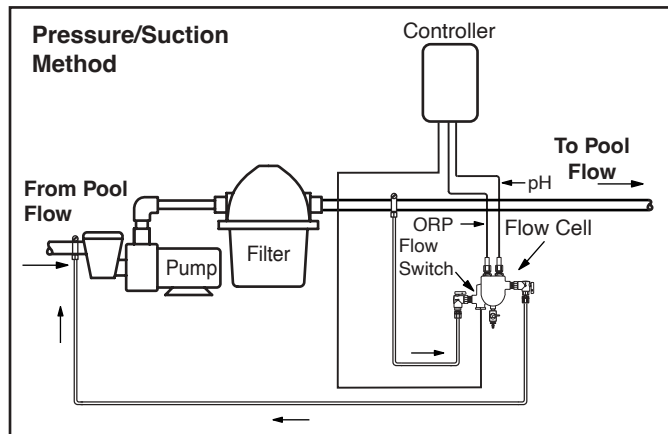 Pressure/Suction
Method
Controller
To Pool
Flow
pH
From Pool
Flow
ORP
Flow Cell
Flow
Switch
Filter
Pump